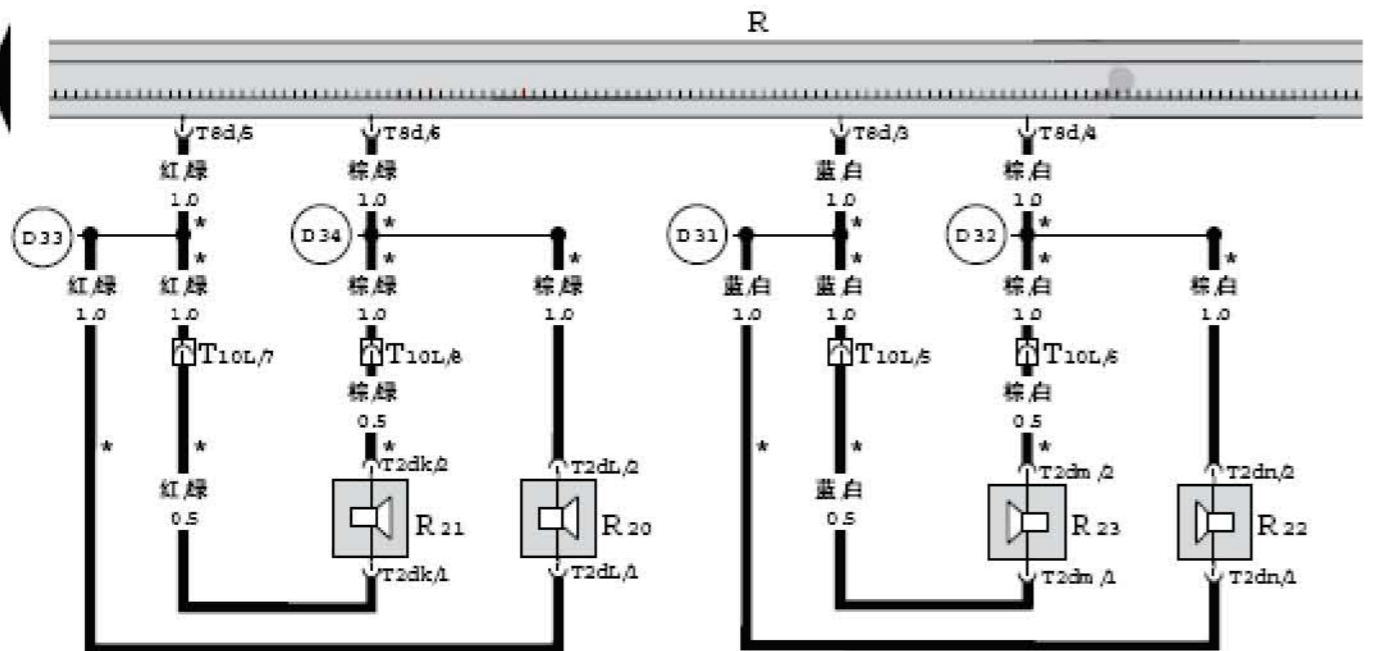 R
T8d/5 T8d/6 T8d/3 T8d/4
红/绿 棕/绿 蓝/白 棕/白
1.0 1.0 1.0 1.0
* * * *
D33 D34 D31 D32
* * * * * *
红/绿 红/绿 棕/绿 棕/绿 蓝/白 蓝/白 棕/白 棕/白
1.0 1.0 1.0 1.0 1.0 1.0 1.0 1.0
T10L/7 T10L/8 T10L/5 T10L/6
棕/绿 棕/白
0.5 0.5
* * * * * *
T2dk/2 T2dL/2 T2dm/2 T2dn/2
红/绿 蓝/白
0.5 0.5
R21 R20 R23 R22
T2dk/1 T2dL/1 T2dm/1 T2dn/1